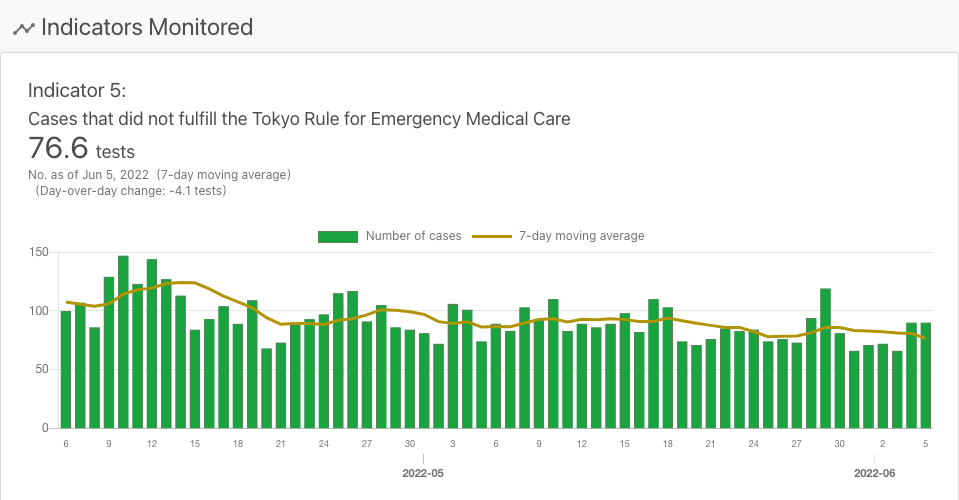 Indicators Monitored
Indicator 5:
Cases that did not fulfill the Tokyo Rule for Emergency Medical Care
76.6 tests
No. as of Jun 5, 2022 (7-day moving average)
(Day-over-day change: -4.1 tests)
Number of cases 7-day moving average
150
100
50
0
6 9 12 15 18 21 24 27 30 3 6 9 12 15 18 21 24 27 30 2 5
2022-05 2022-06